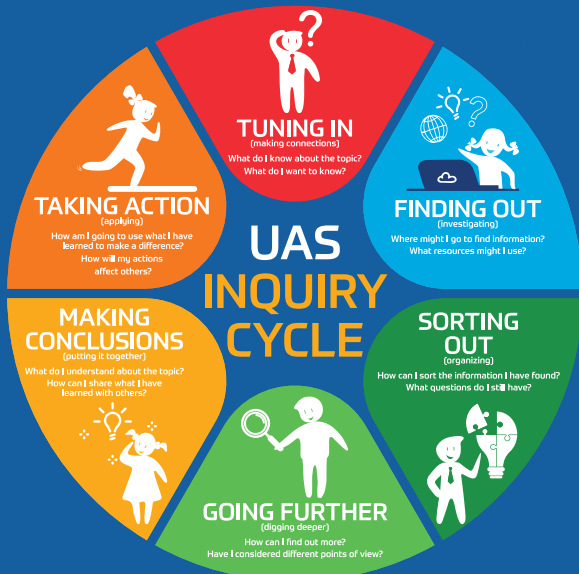 TUNING IN
(making connections)
What do I know about the topic?
What do I want to know?
FINDING OUT
(investigating)
Where might I go to find information?
What resources might I use?
SORTING
OUT
(organizing)
How can I sort the information I have found?
What questions do I still have?
GOING FURTHER
(digging deeper)
How can I find out more?
Have I considered different points of view?
MAKING
CONCLUSIONS
(putting it together)
What do I understand about the topic?
How can I share what I have
learned with others?
TAKING ACTION
(applying)
How am I going to use what I have
learned to make a difference?
How will my actions
affect others?
UAS
INQUIRY
CYCLE